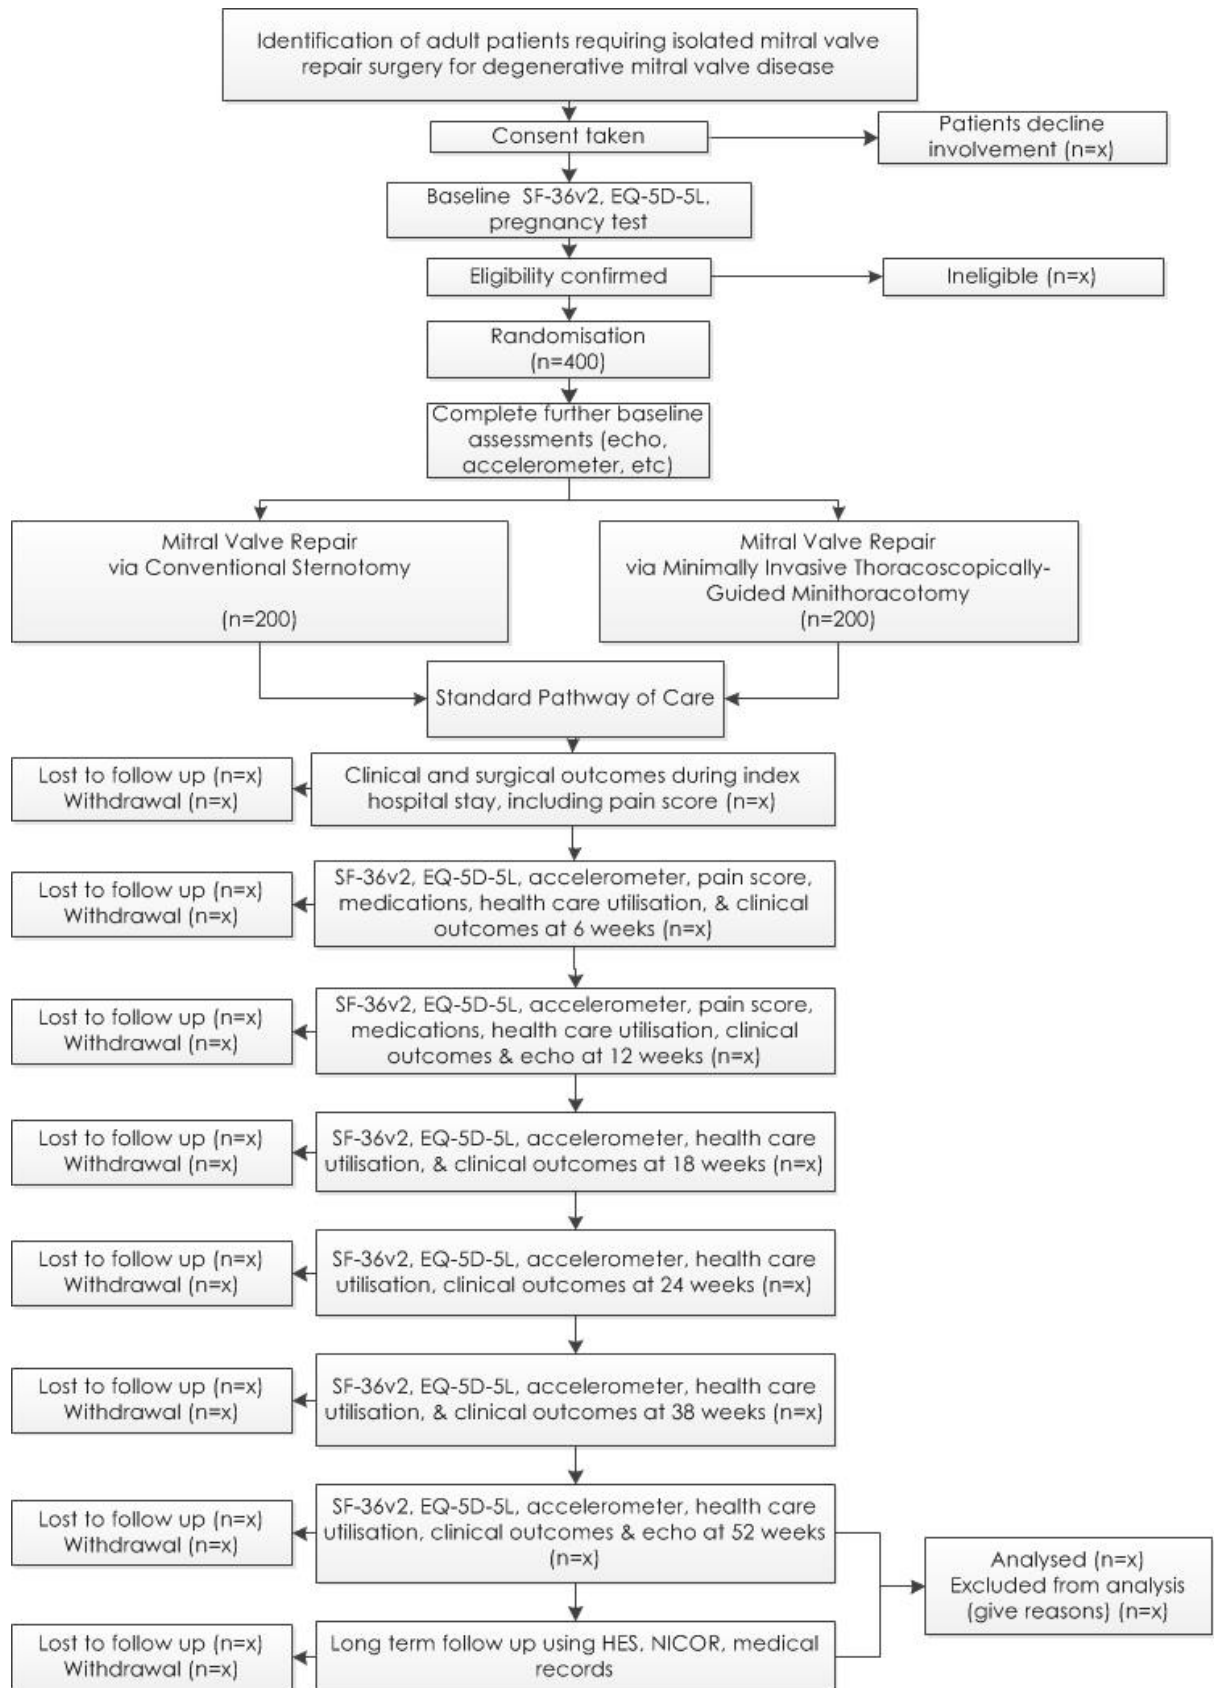 Identification of adult patients requiring isolated mitral valve
repair surgery for degenerative mitral valve disease
Consent taken
Patients decline
involvement (n=x)
Baseline SF-36v2, EQ-5D-5L,
pregnancy test
Eligibility confirmed
Ineligible (n=x)
Randomisation
(n=400)
Complete further baseline
assessments (echo,
accelerometer, etc)
Mitral Valve Repair
via Conventional Sternotomy
(n=200)
Mitral Valve Repair
via Minimally Invasive Thoracoscopically-
Guided Minithoracotomy
(n=200)
Standard Pathway of Care
Lost to follow up (n=x)
Withdrawal (n=x)
Clinical and surgical outcomes during index
hospital stay, including pain score (n=x)
Lost to follow up (n=x)
Withdrawal (n=x)
SF-36v2, EQ-5D-5L, accelerometer, pain score,
medications, health care utilisation, & clinical
outcomes at 6 weeks (n=x)
Lost to follow up (n=x)
Withdrawal (n=x)
SF-36v2, EQ-5D-5L, accelerometer, pain score,
medications, health care utilisation, clinical
outcomes & echo at 12 weeks (n=x)
Lost to follow up (n=x)
Withdrawal (n=x)
SF-36v2, EQ-5D-5L, accelerometer, health care
utilisation, & clinical outcomes at 18 weeks (n=x)
Lost to follow up (n=x)
Withdrawal (n=x)
SF-36v2, EQ-5D-5L, accelerometer, health care
utilisation, clinical outcomes at 24 weeks (n=x)
Lost to follow up (n=x)
Withdrawal (n=x)
SF-36v2, EQ-5D-5L, accelerometer, health care
utilisation, & clinical outcomes at 38 weeks (n=x)
Lost to follow up (n=x)
Withdrawal (n=x)
SF-36v2, EQ-5D-5L, accelerometer, health care
utilisation, clinical outcomes & echo at 52 weeks
(n=x)
Analysed (n=x)
Excluded from analysis
(give reasons) (n=x)
Lost to follow up (n=x)
Withdrawal (n=x)
Long term follow up using HES, NICOR, medical
records